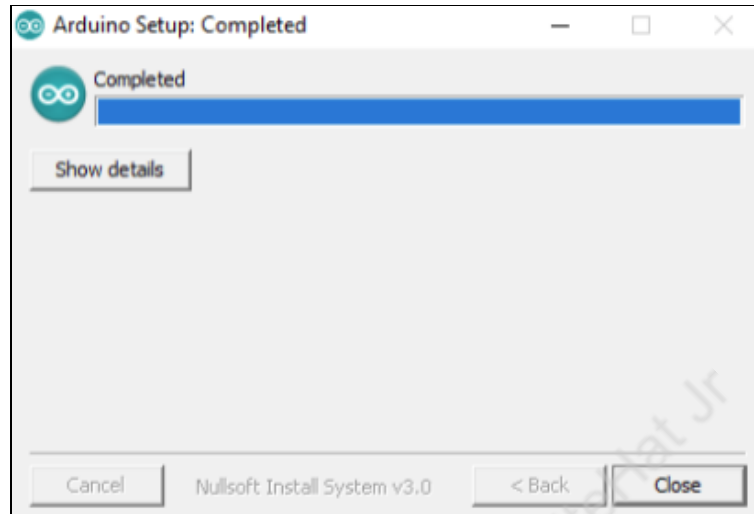 Arduino Setup: Completed
Completed
Show details
Cancel
Nullsoft Install System v3.0
< Back
Close